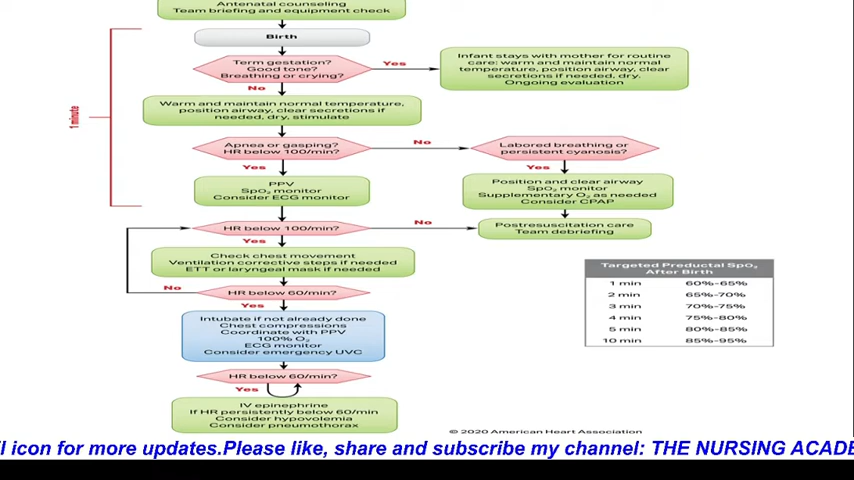 Antenatal counseling
Team briefing and equipment check
Birth
Term gestation?
Good tone?
Breathing or crying?
Yes
Infant stays with mother for routine
care: warm and maintain normal
temperature, position airway, clear
secretions if needed, dry.
Ongoing evaluation
No
1 minute
Warm and maintain normal temperature,
position airway, clear secretions if
needed, dry, stimulate
Apnea or gasping?
HR below 100/min?
No
Labored breathing or
persistent cyanosis?
Yes
Yes
PPV
SpO₂ monitor
Consider ECG monitor
Position and clear airway
SpO₂ monitor
Supplementary O₂ as needed
Consider CPAP
HR below 100/min?
No
Postresuscitation care
Team debriefing
Yes
Check chest movement
Ventilation corrective steps if needed
ETT or laryngeal mask if needed
No
HR below 60/min?
Yes
Intubate if not already done
Chest compressions
Coordinate with PPV
100% O₂
ECG monitor
Consider emergency UVC
HR below 60/min?
Yes
IV epinephrine
If HR persistently below 60/min
Consider hypovolemia
Consider pneumothorax
Targeted Preductal SpO₂
After Birth
1 min 60%-65%
2 min 65%-70%
3 min 70%-75%
4 min 75%-80%
5 min 80%-85%
10 min 85%-95%
© 2020 American Heart Association
l icon for more updates.Please like, share and subscribe my channel: THE NURSING ACADE